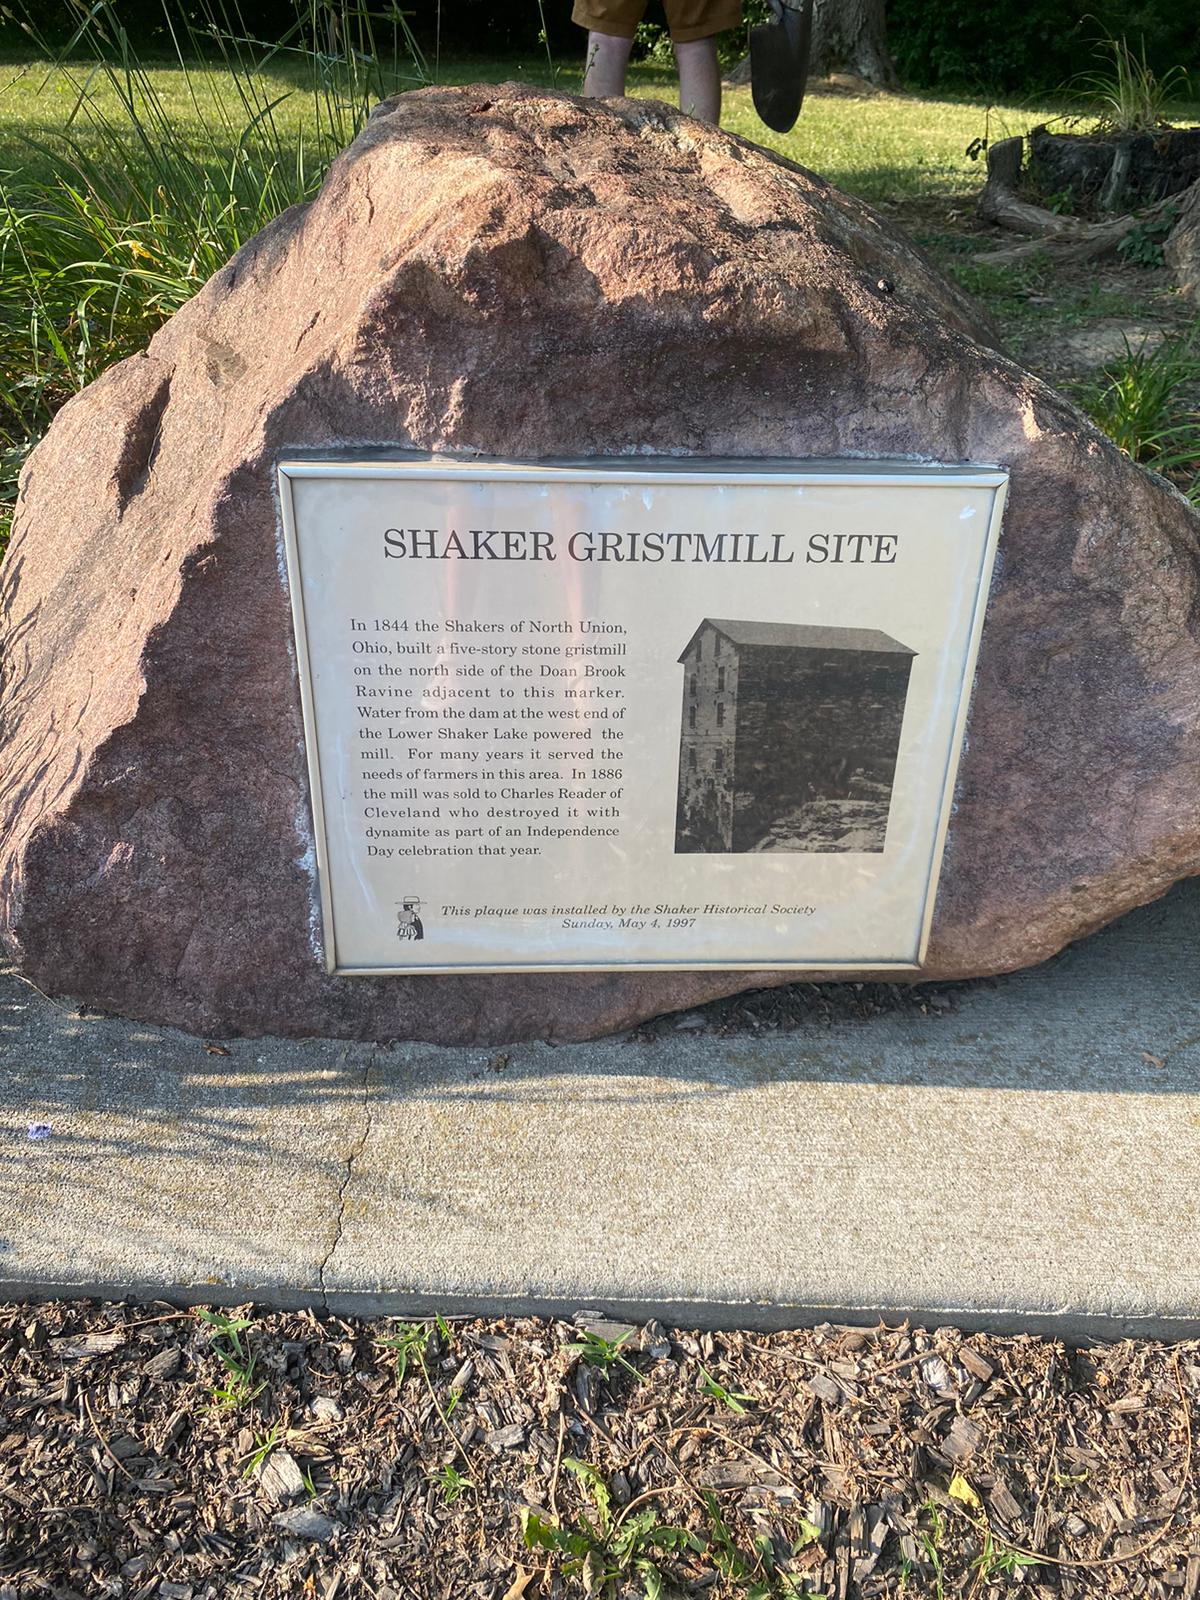 SHAKER GRISTMILL SITE
In 1844 the Shakers of North Union,
Ohio, built a five-story stone gristmill
on the north side of the Doan Brook
Ravine adjacent to this marker.
Water from the dam at the west end of
the Lower Shaker Lake powered the
mill. For many years it served the
needs of farmers in this area. In 1886
the mill was sold to Charles Reader of
Cleveland who destroyed it with
dynamite as part of an Independence
Day celebration that year.
This plaque was installed by the Shaker Historical Society
Sunday, May 4, 1997